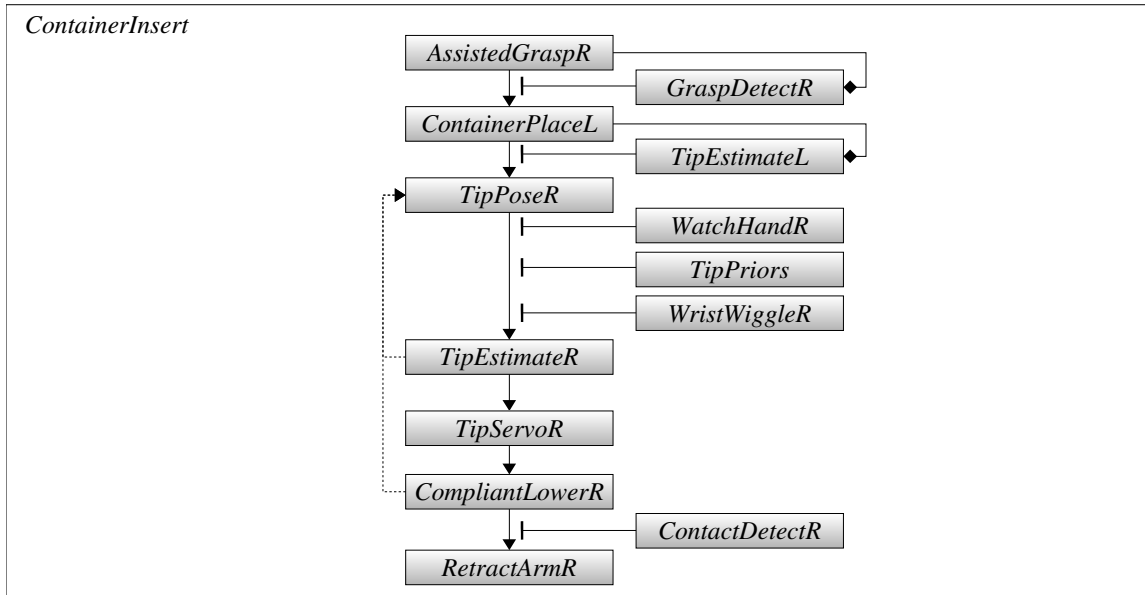 ContainerInsert
AssistedGraspR
GraspDetectR
ContainerPlaceL
TipEstimateL
TipPoseR
WatchHandR
TipPriors
WristWiggleR
TipEstimateR
TipServoR
CompliantLowerR
ContactDetectR
RetractArmR